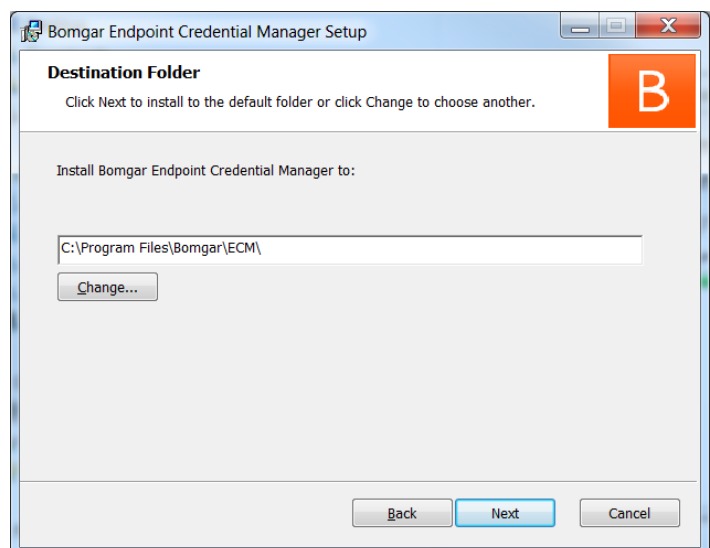 Bomgar Endpoint Credential Manager Setup
X
Destination Folder
Click Next to install to the default folder or click Change to choose another.
B
Install Bomgar Endpoint Credential Manager to:
C:\Program Files\Bomgar\ECM\
Change...
Back Next Cancel